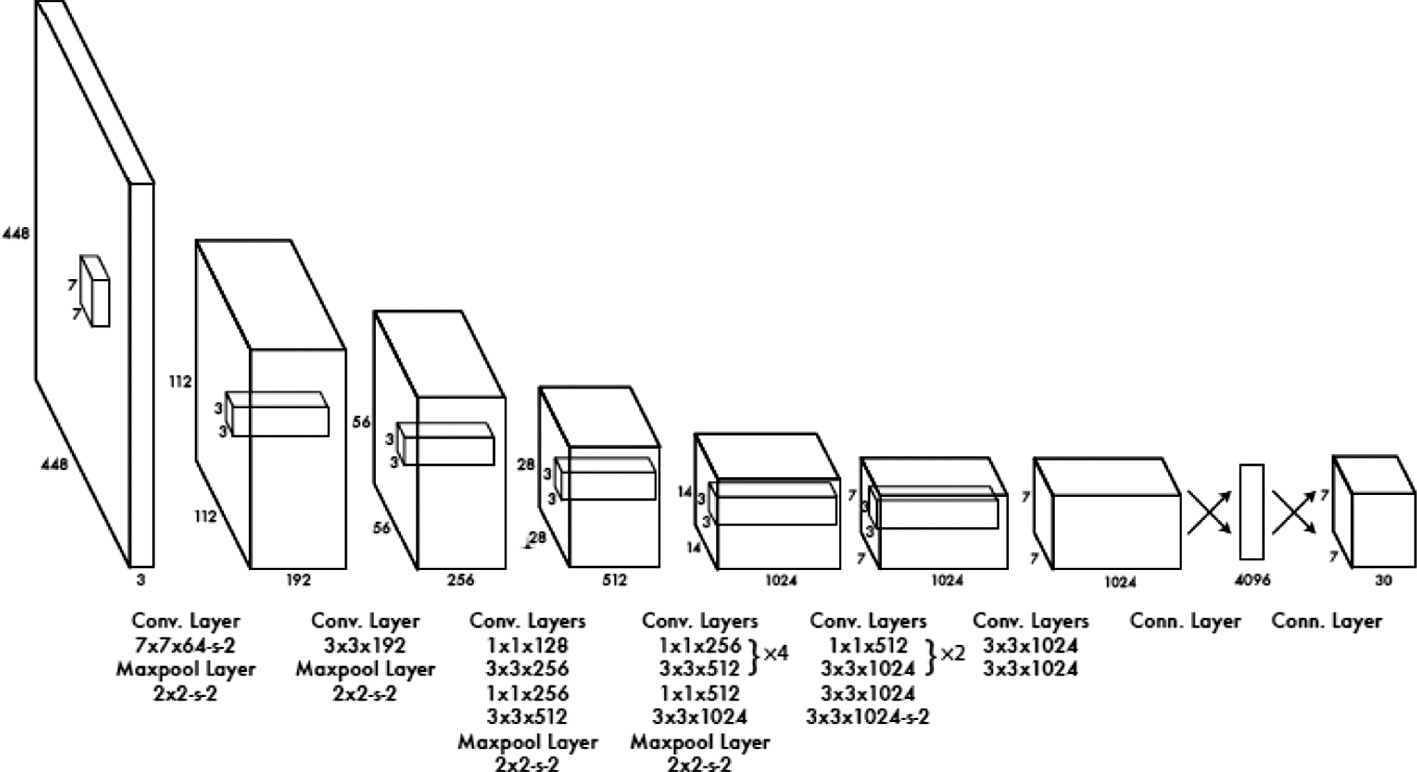 448
7
7
448
3
112
3
3
112
192
56
3
3
56
256
28
3
3
28
512
14
3
3
14
1024
7
3
3
7
1024
7
7
1024
4096
7
7
30
Conv. Layer
7x7x64-s-2
Maxpool Layer
2x2-s-2
Conv. Layer
3x3x192
Maxpool Layer
2x2-s-2
Conv. Layers
1x1x128
3x3x256
1x1x256
3x3x512
Maxpool Layer
2x2-s-2
Conv. Layers
1x1x256
3x3x512
}×4
1x1x512
3x3x1024
Maxpool Layer
2x2-s-2
Conv. Layers
1x1x512
3x3x1024
}×2
3x3x1024
3x3x1024-s-2
Conv. Layers
3x3x1024
3x3x1024
Conn. Layer
Conn. Layer